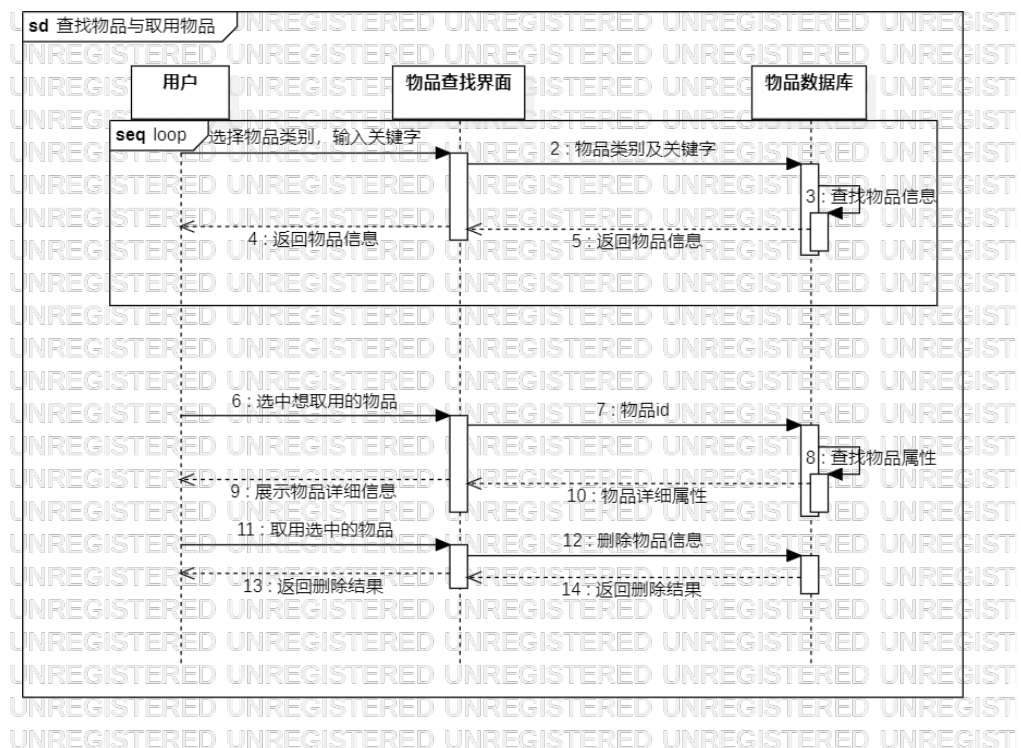 sd 查找物品与取用物品
用户
物品查找界面
物品数据库
seq loop
选择物品类别，输入关键字
2 : 物品类别及关键字
3 : 查找物品信息
4 : 返回物品信息
5 : 返回物品信息
6 : 选中想取用的物品
7 : 物品id
8 : 查找物品属性
9 : 展示物品详细信息
10 : 物品详细属性
11 : 取用选中的物品
12 : 删除物品信息
13 : 返回删除结果
14 : 返回删除结果
UNREGISTERED